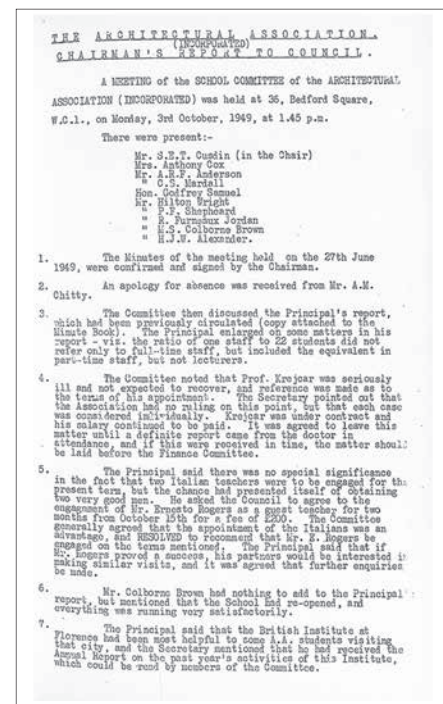 THE ARCHITECTURAL ASSOCIATION.
(INCORPORATED)
CHAIRMAN'S REPORT TO COUNCIL.
A MEETING of the SCHOOL COMMITTEE of the ARCHITECTURAL
ASSOCIATION (INCORPORATED) was held at 36, Bedford Square,
W.C.1., on Monday, 3rd October, 1949, at 1.45 p.m.
There were present:-
Mr. S.E.T. Cusdin (in the Chair)
Mrs. Anthony Cox
Mr. A.R.F. Anderson
" C.S. Mardall
Hon. Godfrey Samuel
Mr. Hilton Wright
" P.F. Shepheard
" R. Furneaux Jordan
" M.S. Colborne Brown
" H.J.W. Alexander.
1. The Minutes of the meeting held on the 27th June
1949, were confirmed and signed by the Chairman.
2. An apology for absence was received from Mr. A.M.
Chitty.
3. The Committee then discussed the Principal's report,
which had been previously circulated (copy attached to the
Minute Book). The Principal enlarged on some matters in his
report - viz. the ratio of one staff to 22 students did not
refer only to full-time staff, but included the equivalent in
part-time staff, but not lecturers.
4. The Committee noted that Prof. Krejcar was seriously
ill and not expected to recover, and reference was made as to
the terms of his appointment. The Secretary pointed out that
the Association had no ruling on this point, but that each case
was considered individually. Krejcar was under contract and
his salary continued to be paid. It was agreed to leave this
matter until a definite report came from the doctor in
attendance, and if this were received in time, the matter should
be laid before the Finance Committee.
5. The Principal said there was no special significance
in the fact that two Italian teachers were to be engaged for the
present term, but the chance had presented itself of obtaining
two very good men. He asked the Council to agree to the
engagement of Mr. Ernesto Rogers as a guest teacher for two
months from October 15th for a fee of £200. The Committee
generally agreed that the appointment of the Italians was an
advantage, and RESOLVED to recommend that Mr. E. Rogers be
engaged on the terms mentioned. The Principal said that if
Mr. Rogers proved a success, his partners would be interested i
making similar visits, and it was agreed that further enquiries
be made.
6. Mr. Colborne Brown had nothing to add to the Principal's
report, but mentioned that the School had re-opened, and
everything was running very satisfactorily.
7. The Principal said that the British Institute at
Florence had been most helpful to some A.A. students visiting
that city, and the Secretary mentioned that he had received the
Annual Report on the past year's activities of this Institute,
which could be read by members of the Committee.